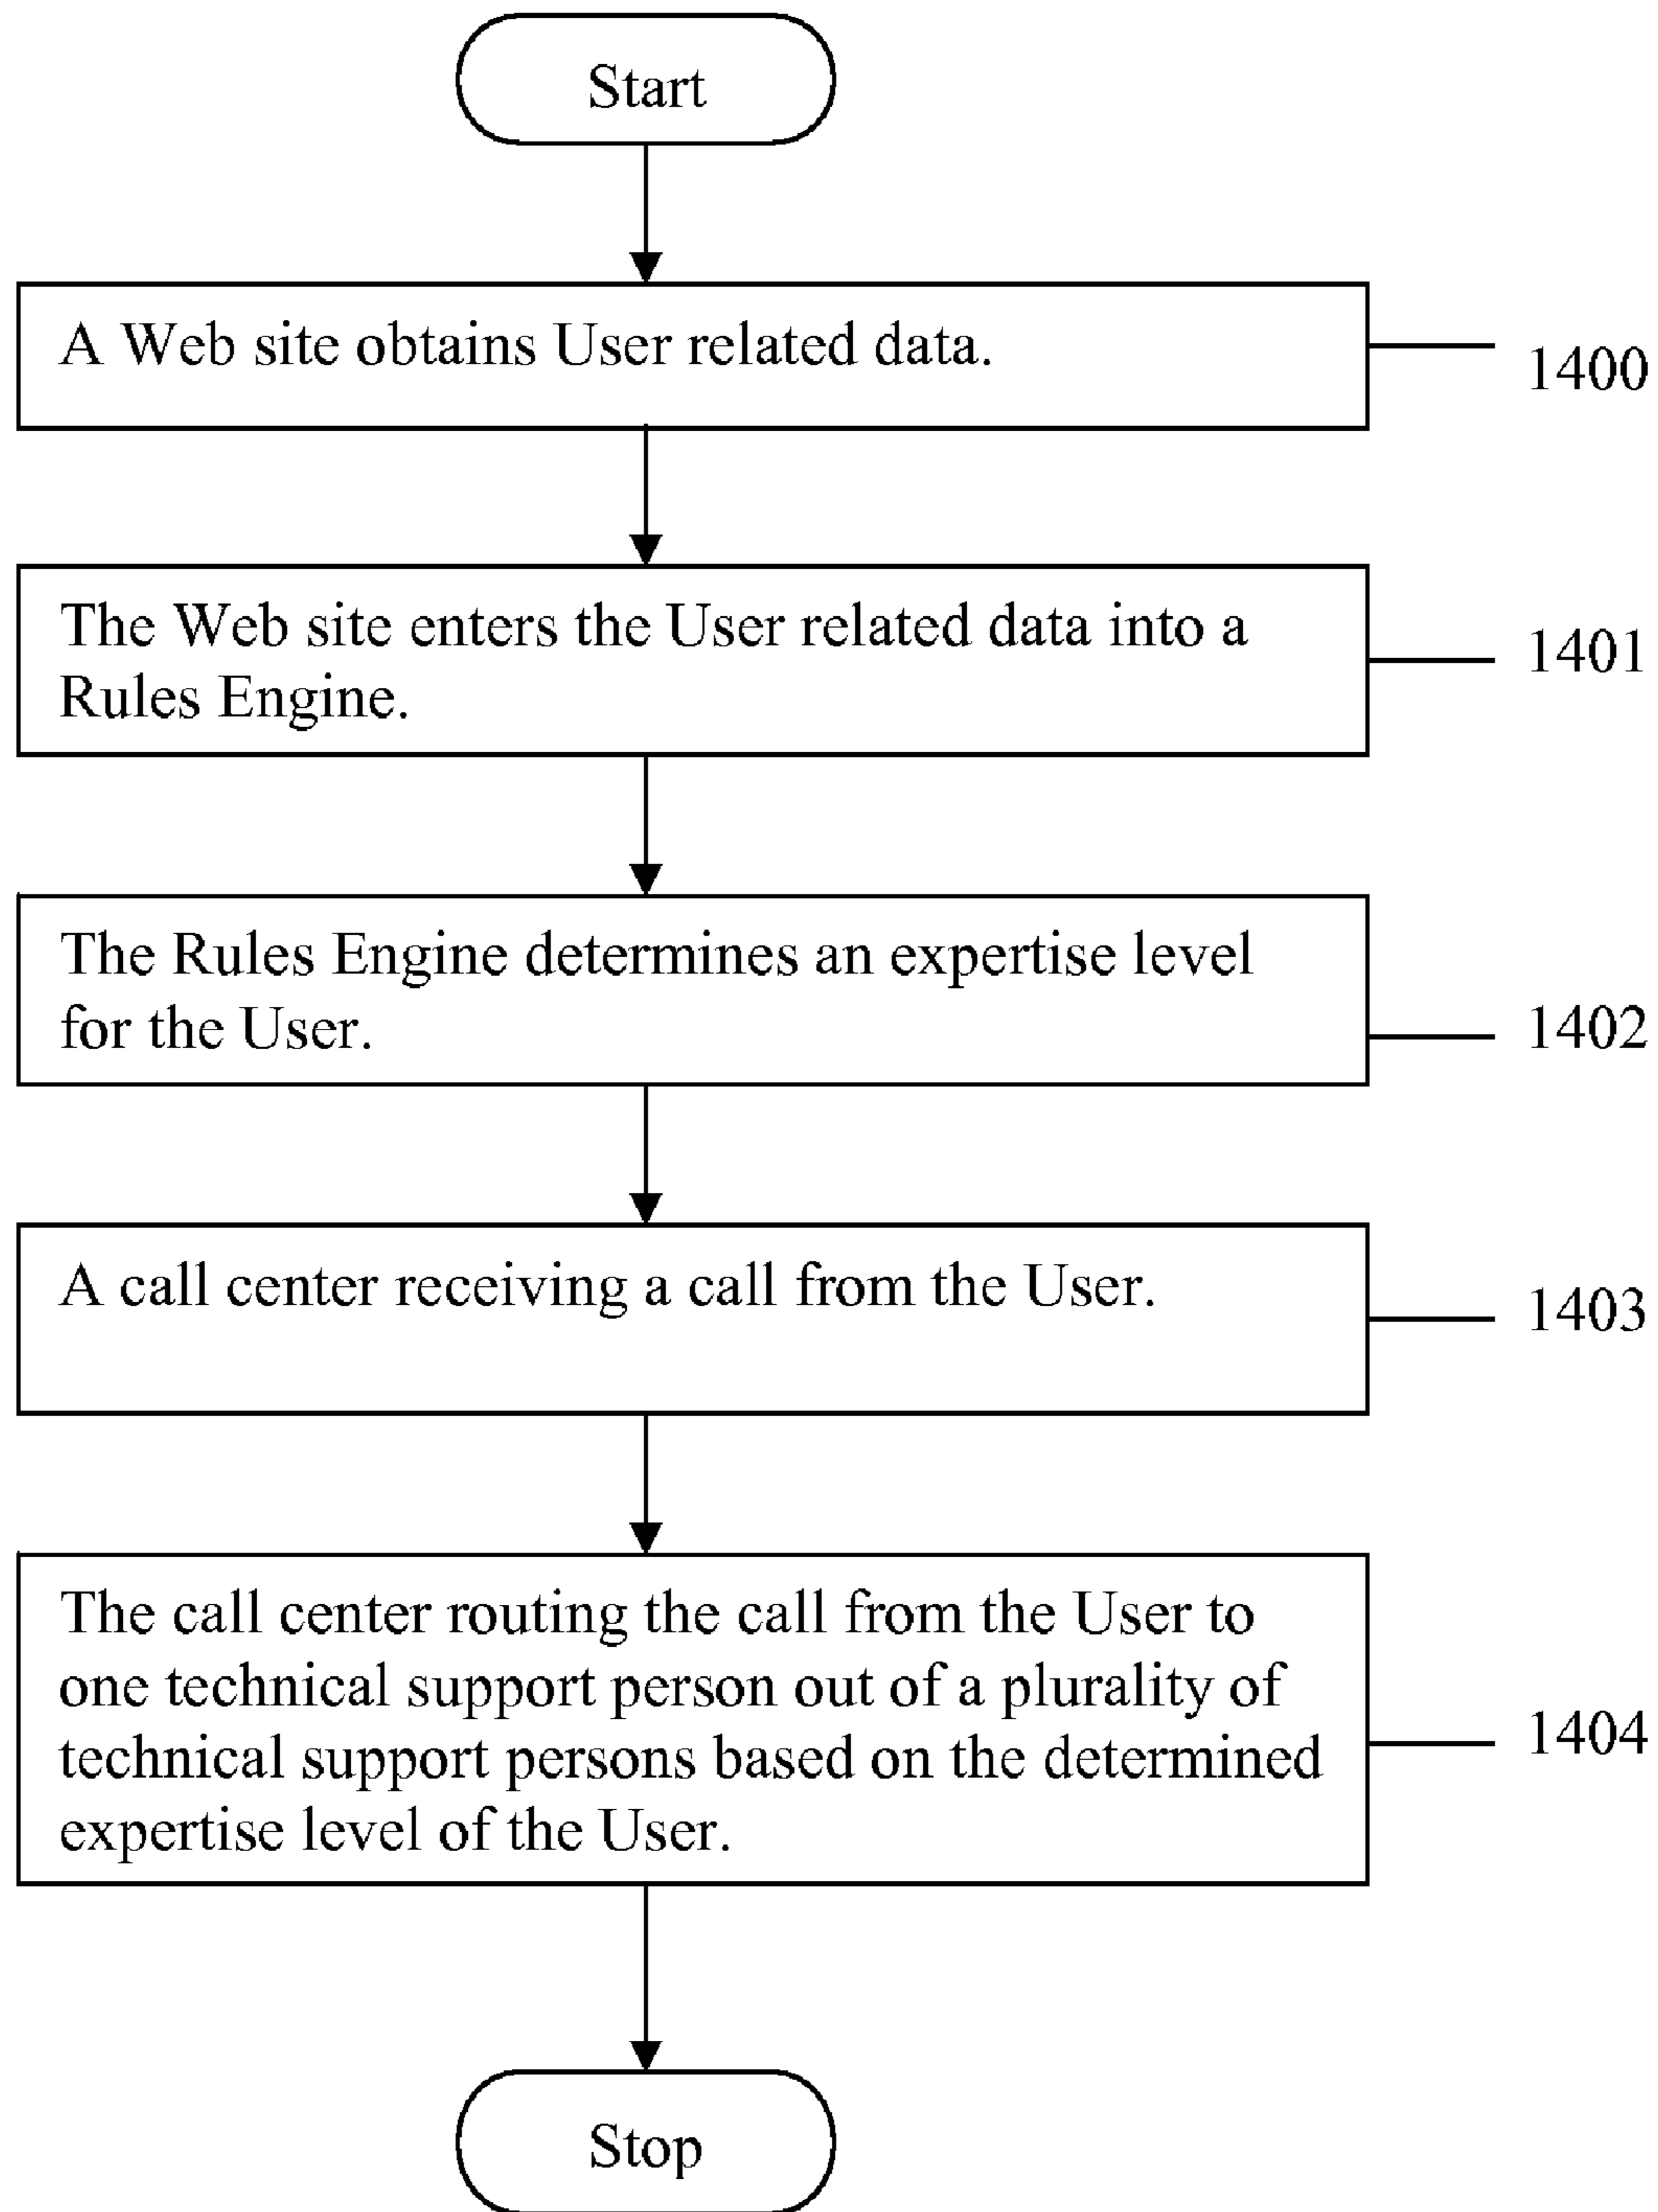 Start
A Web site obtains User related data.
1400
The Web site enters the User related data into a
Rules Engine.
1401
The Rules Engine determines an expertise level
for the User.
1402
A call center receiving a call from the User.
1403
The call center routing the call from the User to
one technical support person out of a plurality of
technical support persons based on the determined
expertise level of the User.
1404
Stop